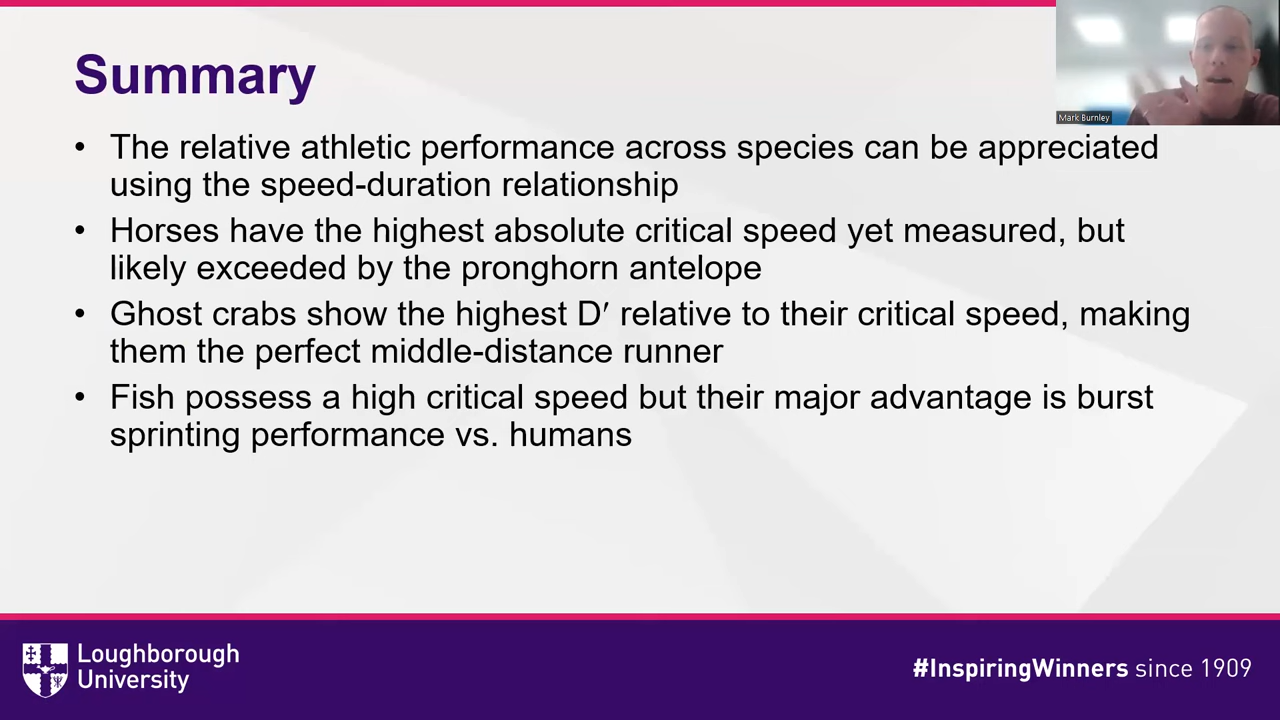 Summary
Mark Burnley
• The relative athletic performance across species can be appreciated
using the speed-duration relationship
• Horses have the highest absolute critical speed yet measured, but
likely exceeded by the pronghorn antelope
• Ghost crabs show the highest D′ relative to their critical speed, making
them the perfect middle-distance runner
• Fish possess a high critical speed but their major advantage is burst
sprinting performance vs. humans
Loughborough
University
#InspiringWinners since 1909